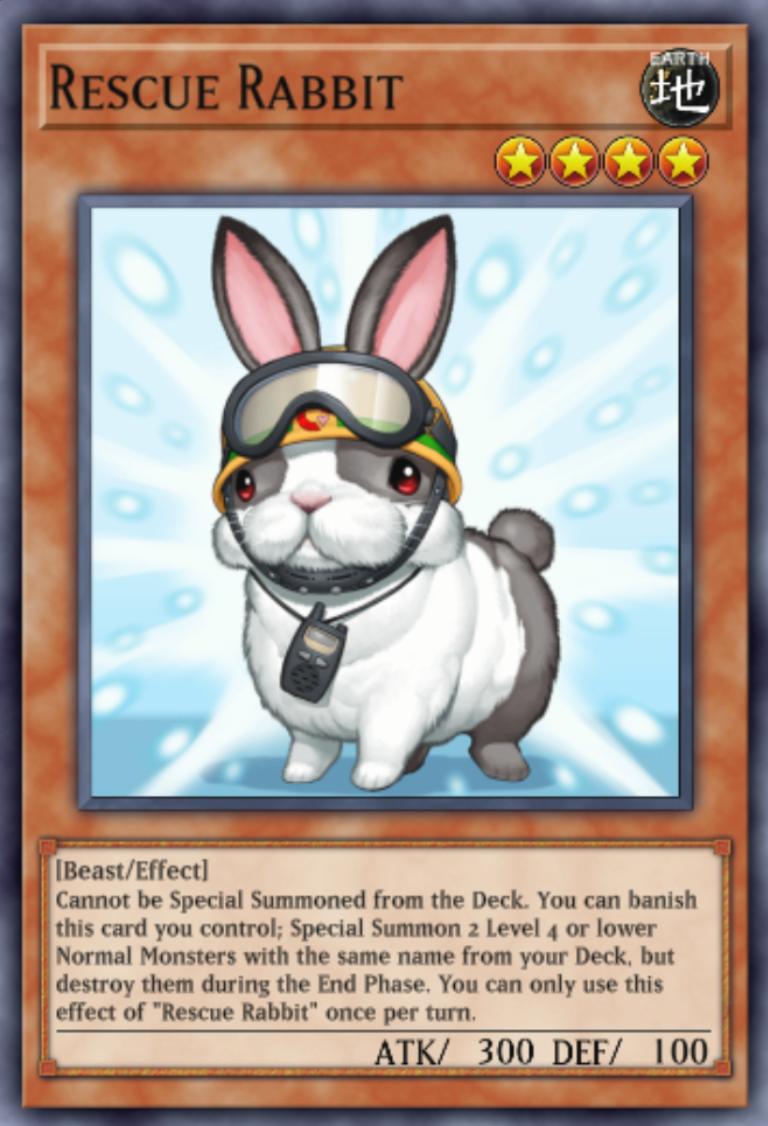 RESCUE RABBIT
EARTH
地
[Beast/Effect]
Cannot be Special Summoned from the Deck. You can banish
this card you control; Special Summon 2 Level 4 or lower
Normal Monsters with the same name from your Deck, but
destroy them during the End Phase. You can only use this
effect of "Rescue Rabbit" once per turn.
ATK/ 300 DEF/ 100